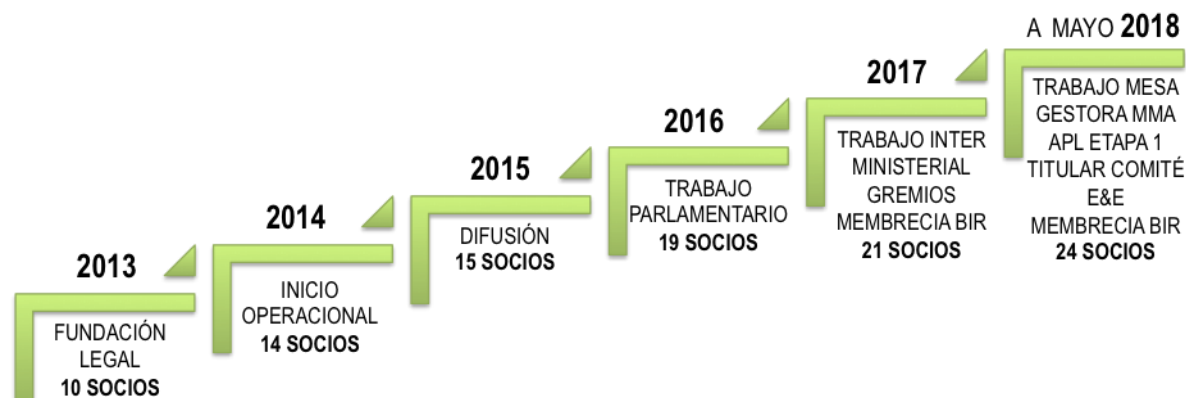 2013
FUNDACIÓN
LEGAL
10 SOCIOS
2014
INICIO
OPERACIONAL
14 SOCIOS
2015
DIFUSIÓN
15 SOCIOS
2016
TRABAJO
PARLAMENTARIO
19 SOCIOS
2017
TRABAJO INTER
MINISTERIAL
GREMIOS
MEMBRECIA BIR
21 SOCIOS
A MAYO 2018
TRABAJO MESA
GESTORA MMA
APL ETAPA 1
TITULAR COMITÉ
E&E
MEMBRECIA BIR
24 SOCIOS